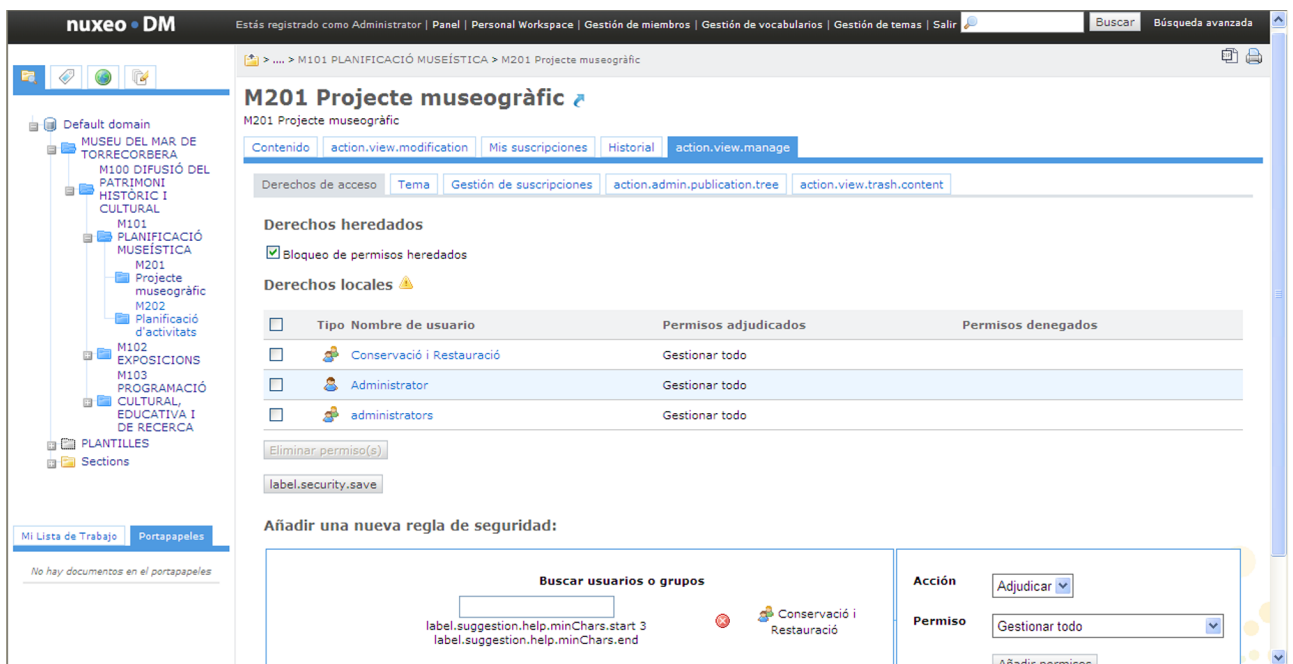 nuxeo DM
Estás registrado como Administrator | Panel | Personal Workspace | Gestión de miembros | Gestión de vocabularios | Gestión de temas | Salir
Buscar
Búsqueda avanzada
> .... > M101 PLANIFICACIÓ MUSEÍSTICA > M201 Projecte museogràfic
M201 Projecte museogràfic
M201 Projecte museogràfic
Contenido
action.view.modification
Mis suscripciones
Historial
action.view.manage
Derechos de acceso
Tema
Gestión de suscripciones
action.admin.publication.tree
action.view.trash.content
Default domain
MUSEU DEL MAR DE
TORRECORBERA
M100 DIFUSIÓ DEL
PATRIMONI
HISTÒRIC I
CULTURAL
M101
PLANIFICACIÓ
MUSEÍSTICA
M201
Projecte
museogràfic
M202
Planificació
d'activitats
M102
EXPOSICIONS
M103
PROGRAMACIÓ
CULTURAL,
EDUCATIVA I
DE RECERCA
PLANTILLES
Sections
Mi Lista de Trabajo
Portapapeles
No hay documentos en el portapapeles
Derechos heredados
Bloqueo de permisos heredados
Derechos locales
Tipo Nombre de usuario Permisos adjudicados Permisos denegados
Conservació i Restauració Gestionar todo
Administrator Gestionar todo
administrators Gestionar todo
Eliminar permiso(s)
label.security.save
Añadir una nueva regla de seguridad:
Buscar usuarios o grupos
label.suggestion.help.minChars.start 3
label.suggestion.help.minChars.end
Conservació i
Restauració
Acción Adjudicar
Permiso Gestionar todo
Añadir permisos